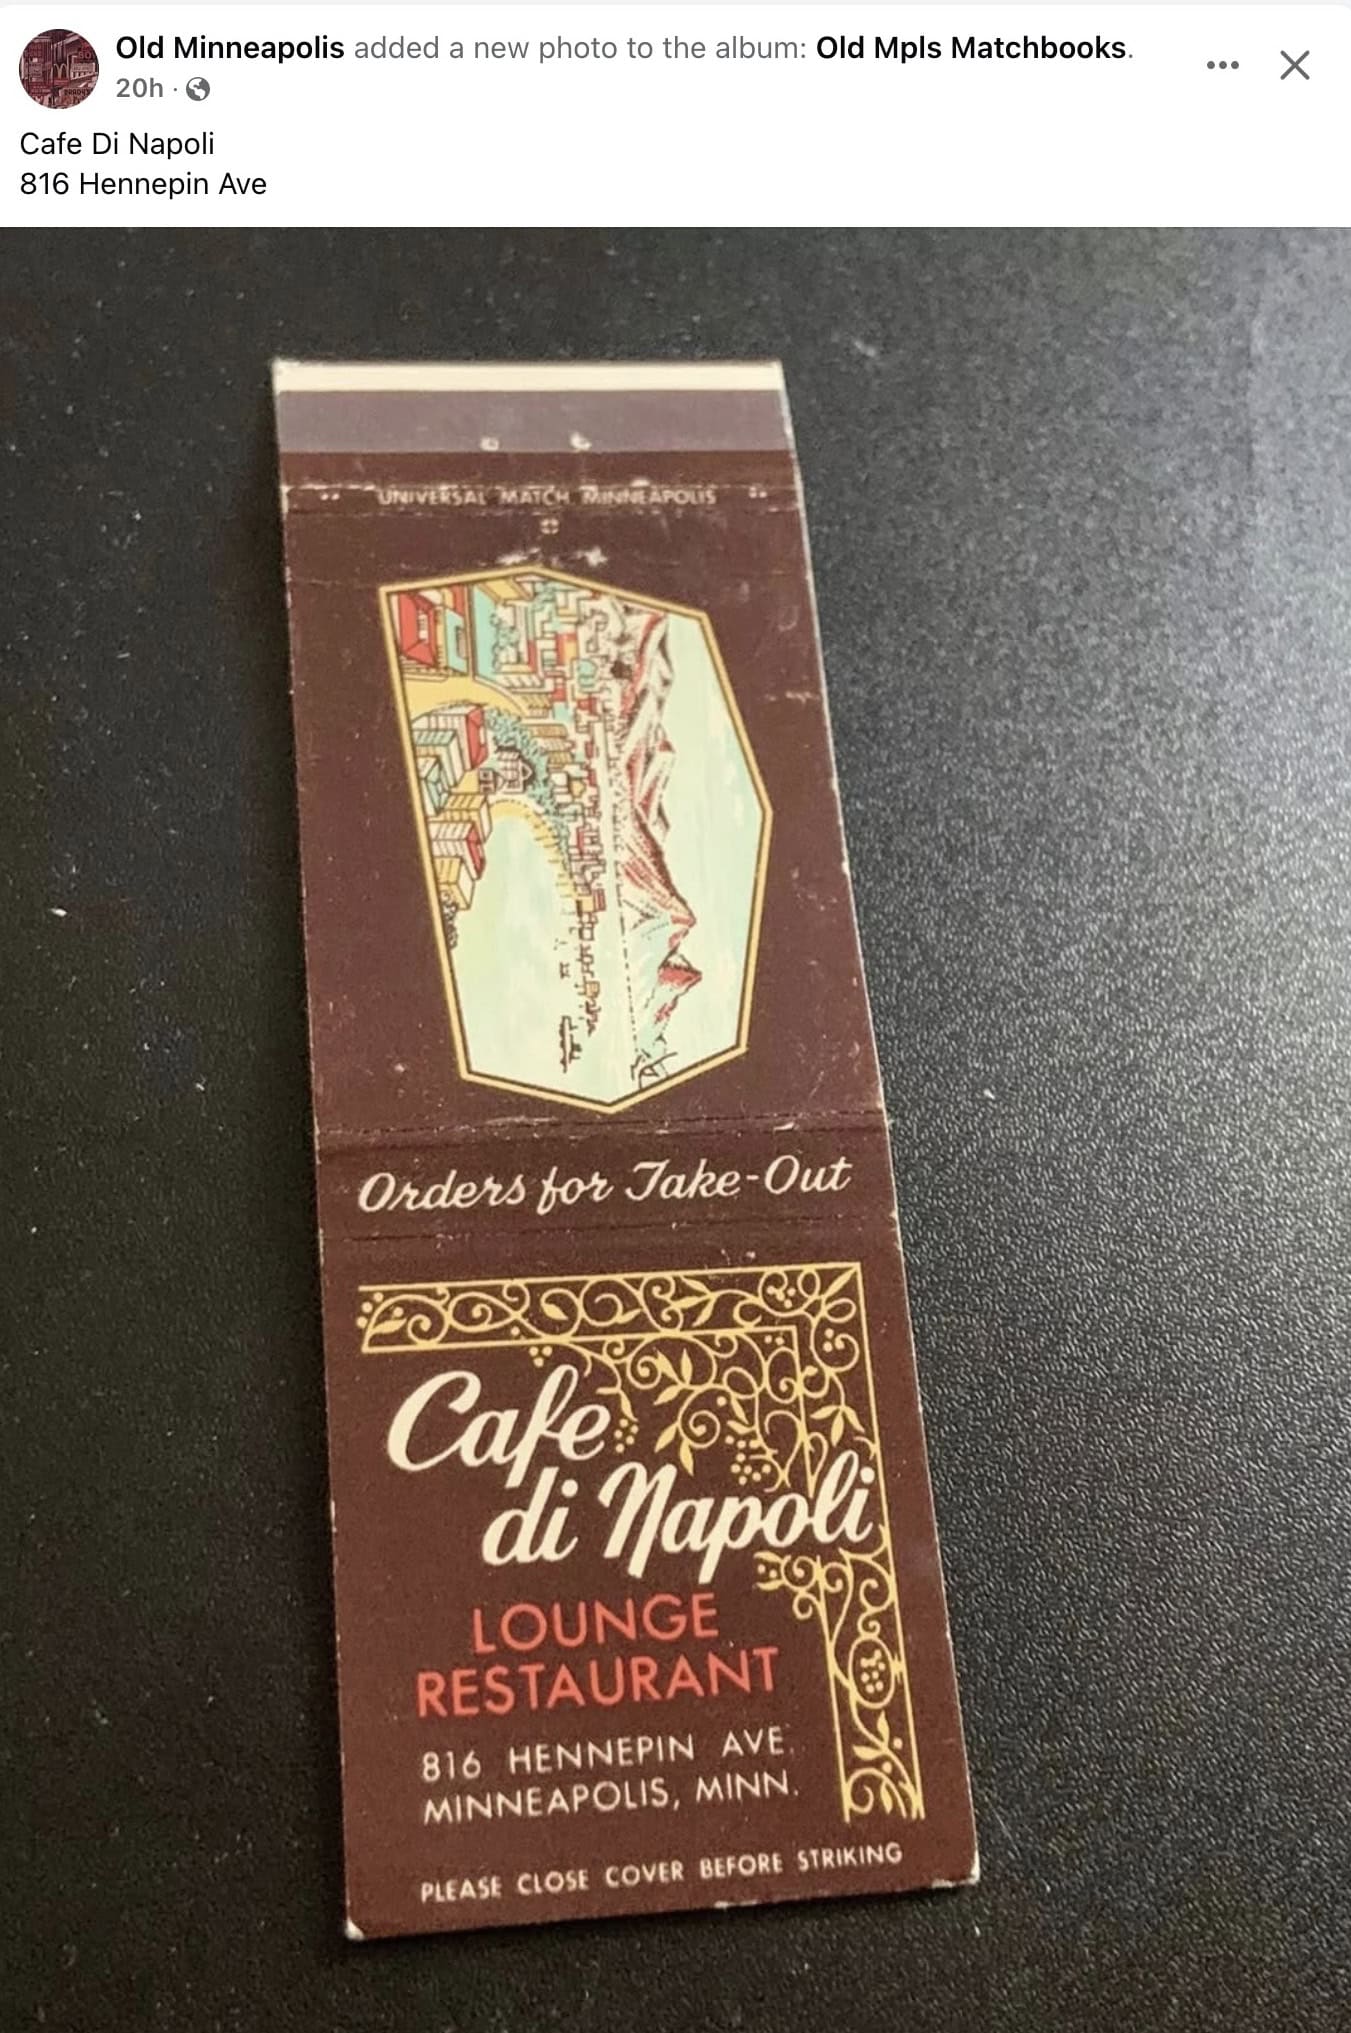 Old Minneapolis added a new photo to the album: Old Mpls Matchbooks.
20h ·
Cafe Di Napoli
816 Hennepin Ave
UNIVERSAL MATCH MINNEAPOLIS
Orders for Take-Out
Cafe
di Napoli
LOUNGE
RESTAURANT
816 HENNEPIN AVE.
MINNEAPOLIS, MINN.
PLEASE CLOSE COVER BEFORE STRIKING